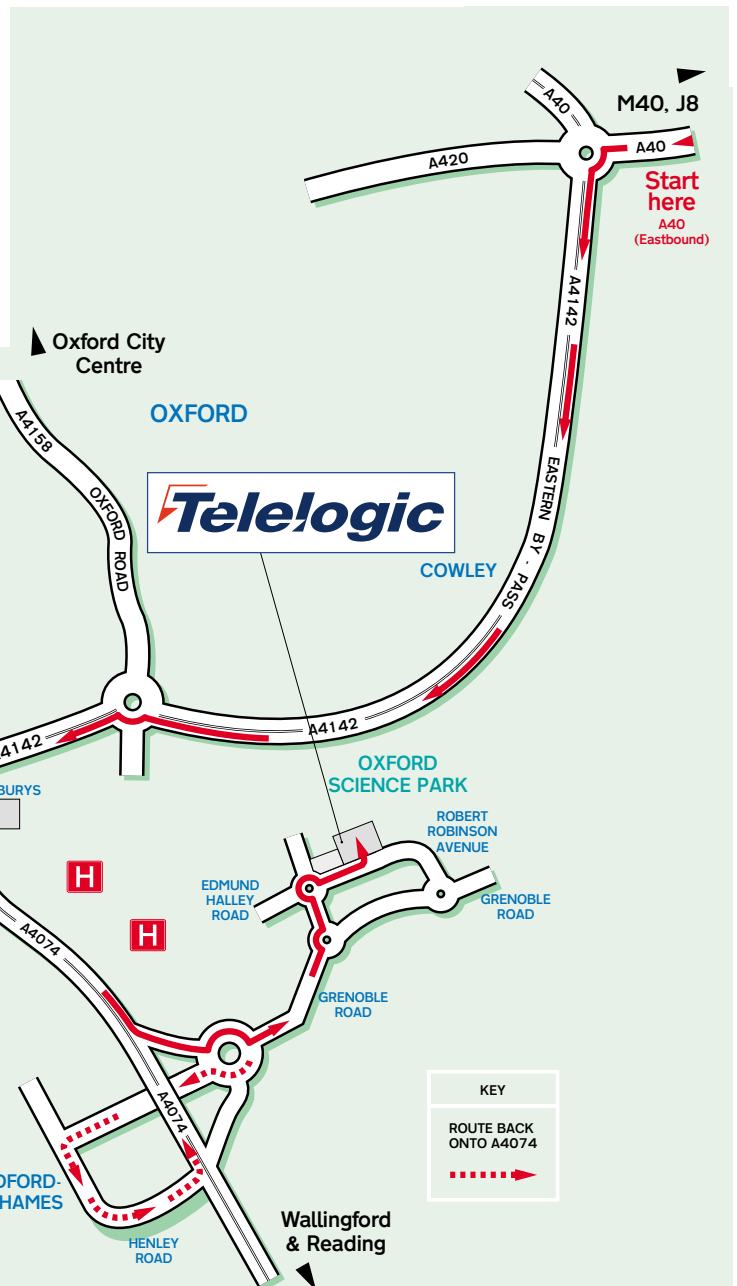 A40
M40, J8
A420
A40
Start
here
A40
(Eastbound)
A4142
Oxford City
Centre
OXFORD
A4158
Telelogic
OXFORD ROAD
EASTERN BY - PASS
COWLEY
A4142
4142
OXFORD
SCIENCE PARK
BURYS
ROBERT
ROBINSON
AVENUE
H
EDMUND
HALLEY
ROAD
GRENOBLE
ROAD
H
A4074
GRENOBLE
ROAD
KEY
A4074
ROUTE BACK
ONTO A4074
DFORD-
HAMES
Wallingford
& Reading
HENLEY
ROAD